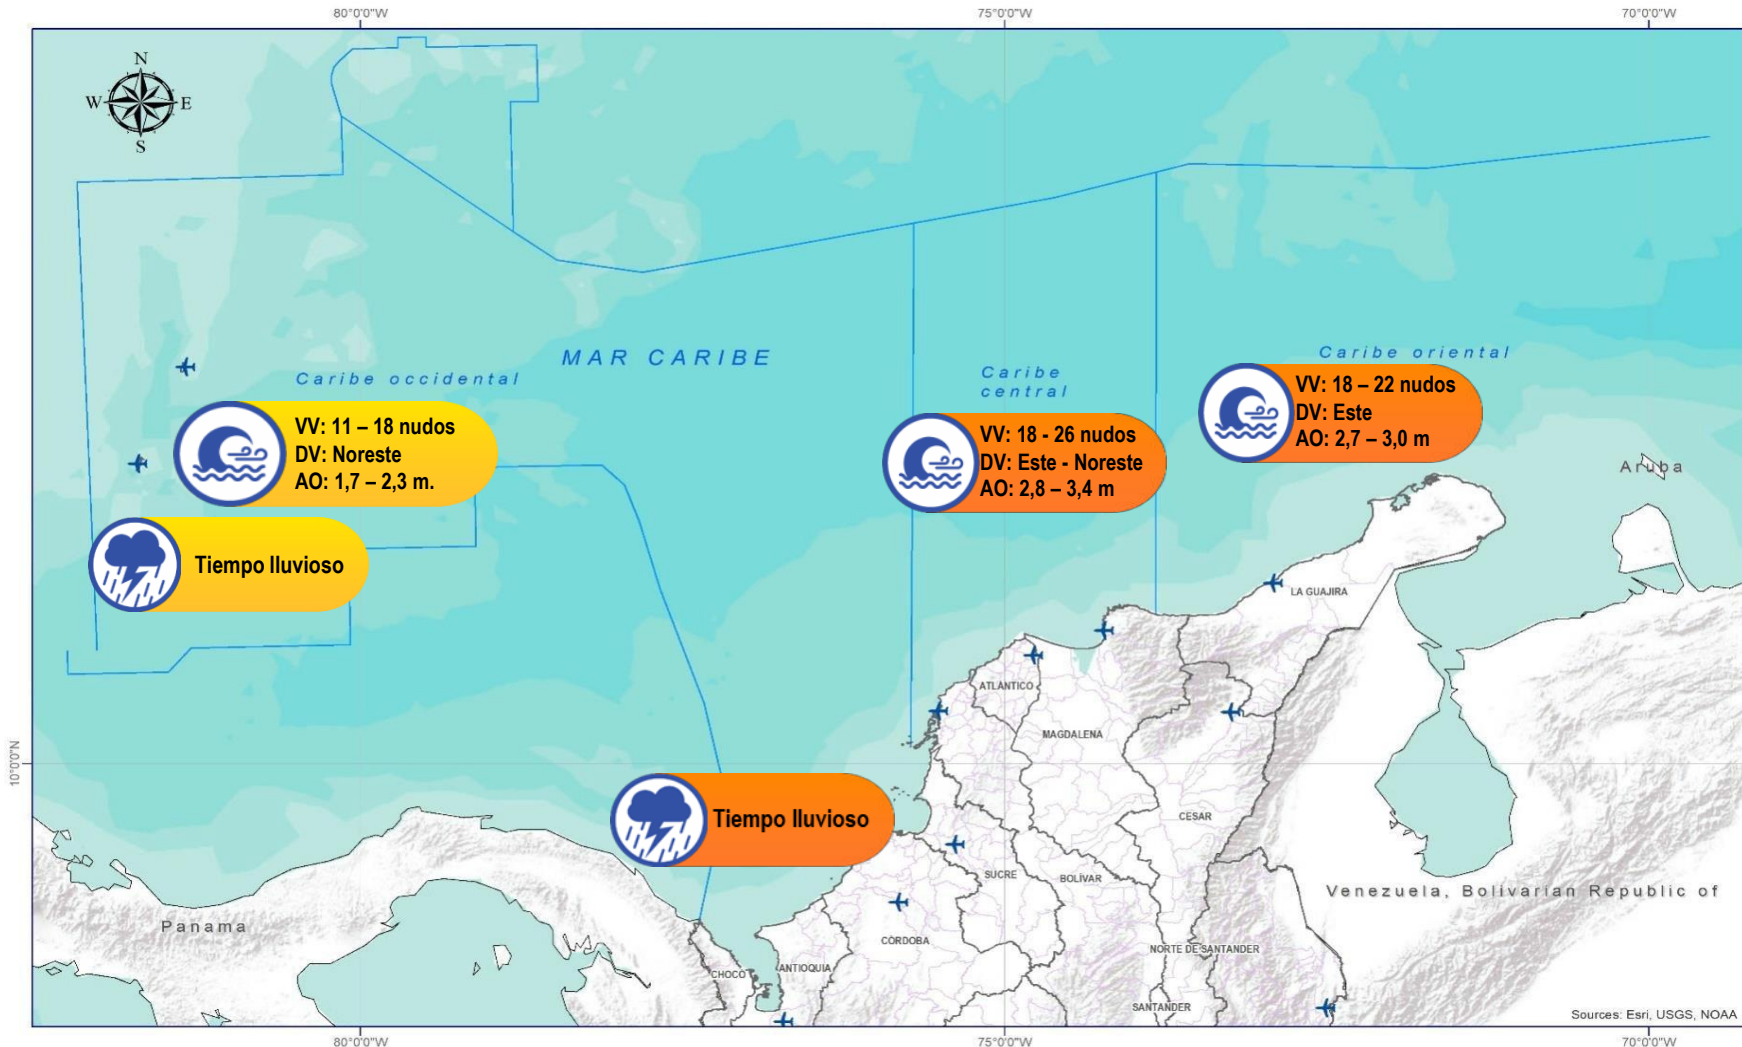 80°0'0"W
75°0'0"W
70°0'0"W
N
W
E
S
MAR CARIBE
Caribe occidental
Caribe
central
Caribe oriental
VV: 11 – 18 nudos
DV: Noreste
AO: 1,7 – 2,3 m.
VV: 18 - 26 nudos
DV: Este - Noreste
AO: 2,8 – 3,4 m
VV: 18 – 22 nudos
DV: Este
AO: 2,7 – 3,0 m
Aruba
Tiempo lluvioso
LA GUAJIRA
ATLÁNTICO
MAGDALENA
10°0'0"N
Tiempo lluvioso
CESAR
SUCRE
BOLÍVAR
Venezuela, Bolivarian Republic of
Panama
CÓRDOBA
NORTE DE SANTANDER
CHOCO
ANTIOQUIA
SANTANDER
Sources: Esri, USGS, NOAA
80°0'0"W
75°0'0"W
70°0'0"W